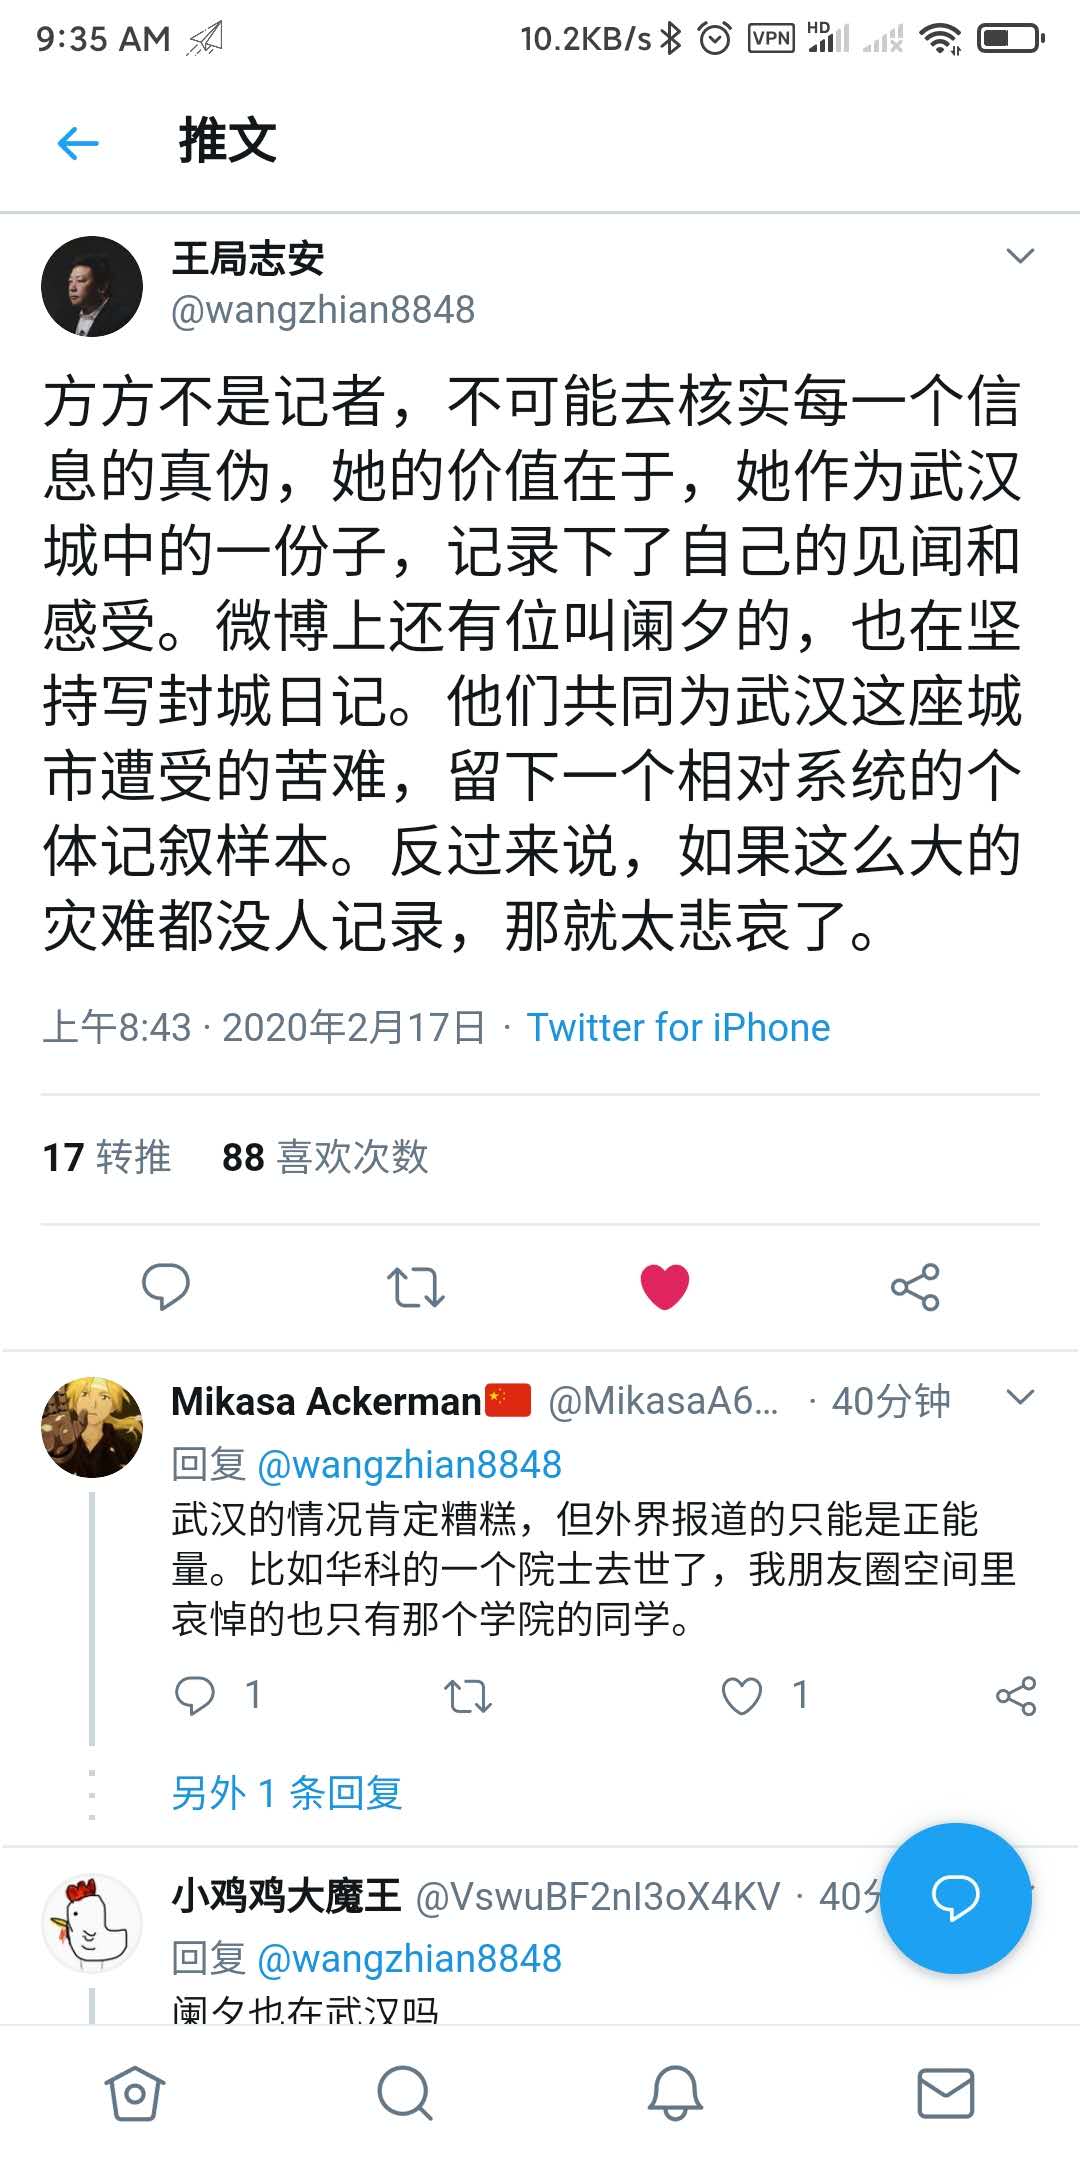 9:35 AM 10.2KB/s VPN HD
推文
王局志安
@wangzhian8848
方方不是记者，不可能去核实每一个信
息的真伪，她的价值在于，她作为武汉
城中的一份子，记录下了自己的见闻和
感受。微博上还有位叫阑夕的，也在坚
持写封城日记。他们共同为武汉这座城
市遭受的苦难，留下一个相对系统的个
体记叙样本。反过来说，如果这么大的
灾难都没人记录，那就太悲哀了。
上午8:43 · 2020年2月17日 · Twitter for iPhone
17 转推 88 喜欢次数
Mikasa Ackerman🇨🇳 @MikasaA6... · 40分钟
回复 @wangzhian8848
武汉的情况肯定糟糕，但外界报道的只能是正能
量。比如华科的一个院士去世了，我朋友圈空间里
哀悼的也只有那个学院的同学。
1 1
另外 1 条回复
小鸡鸡大魔王 @VswuBF2nI3oX4KV · 40分
回复 @wangzhian8848
阑夕也在武汉吗